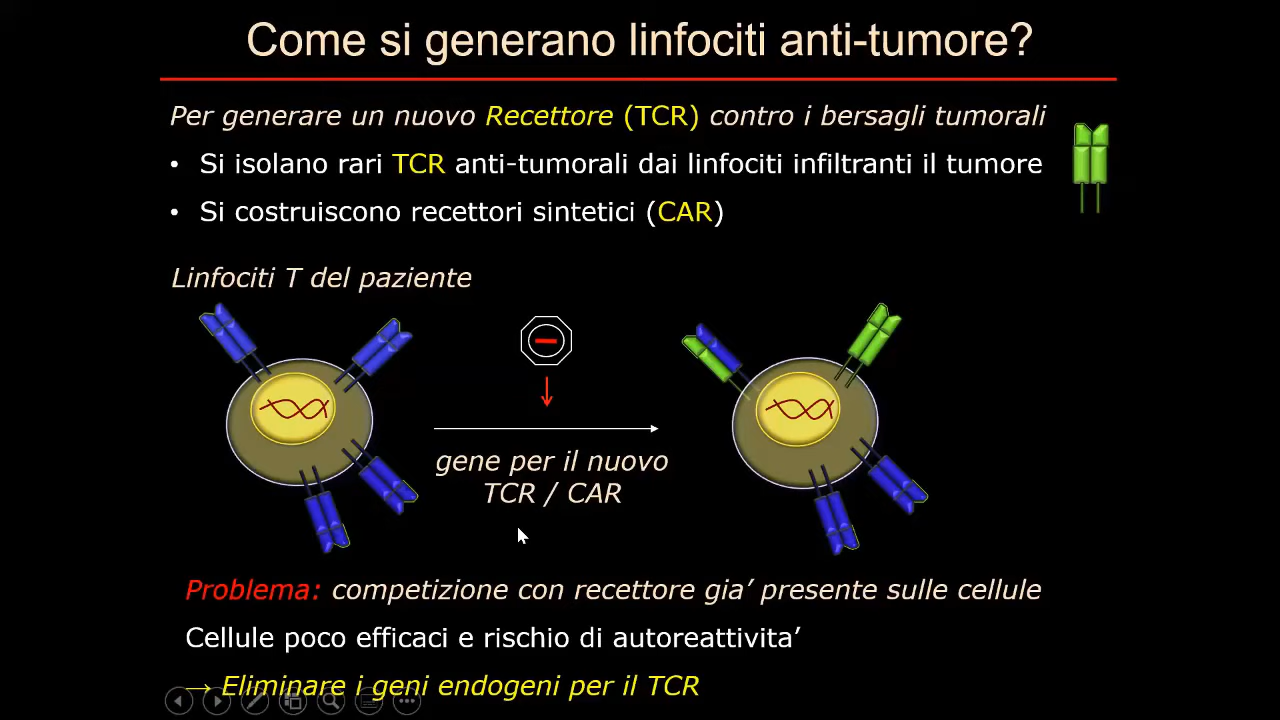 Come si generano linfociti anti-tumore?
Per generare un nuovo Recettore (TCR) contro i bersagli tumorali
• Si isolano rari TCR anti-tumorali dai linfociti infiltranti il tumore
• Si costruiscono recettori sintetici (CAR)
Linfociti T del paziente
gene per il nuovo
TCR / CAR
Problema: competizione con recettore gia’ presente sulle cellule
Cellule poco efficaci e rischio di autoreattivita’
→ Eliminare i geni endogeni per il TCR